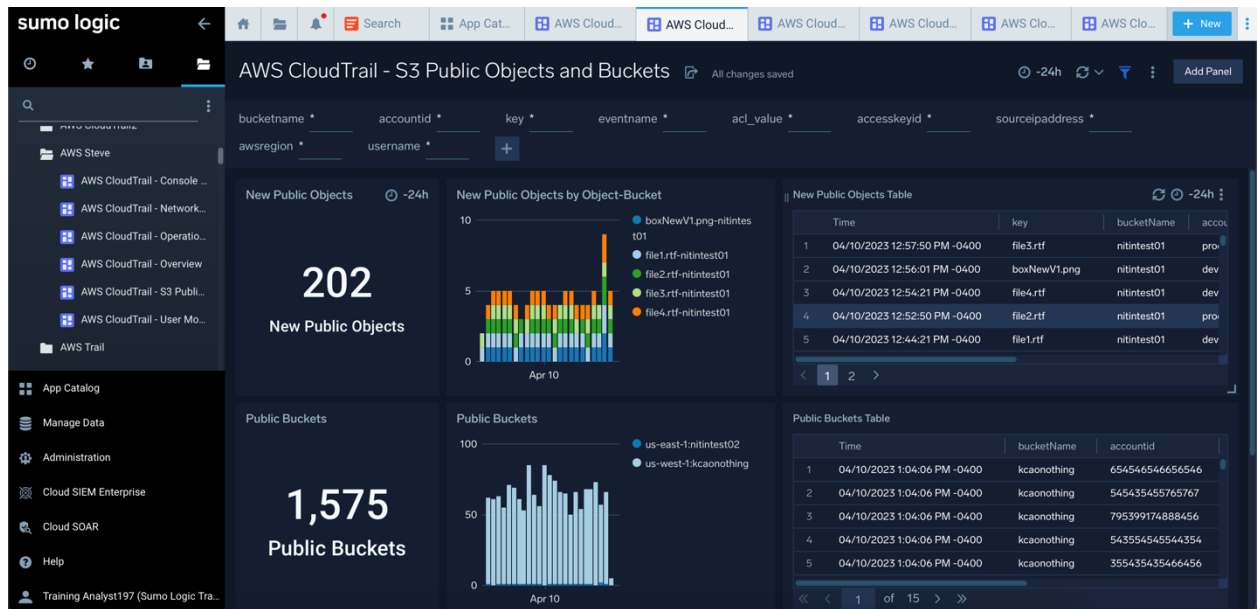 sumo logic
Search
App Cat...
AWS Cloud...
AWS Cloud...
AWS Cloud...
AWS Cloud...
AWS Clo...
AWS Clo...
+ New
AWS CloudTrail - S3 Public Objects and Buckets
All changes saved
-24h
Add Panel
bucketname *
accountid *
key *
eventname *
acl_value *
accesskeyid *
sourceipaddress *
awsregion *
username *
AWS Steve
AWS CloudTrail - Console ...
AWS CloudTrail - Network...
AWS CloudTrail - Operatio...
AWS CloudTrail - Overview
AWS CloudTrail - S3 Publi...
AWS CloudTrail - User Mo...
AWS Trail
App Catalog
Manage Data
Administration
Cloud SIEM Enterprise
Cloud SOAR
Help
Training Analyst197 (Sumo Logic Tra...
New Public Objects
-24h
202
New Public Objects
New Public Objects by Object-Bucket
10
5
0
Apr 10
boxNewV1.png-nitintes
t01
file1.rtf-nitintest01
file2.rtf-nitintest01
file3.rtf-nitintest01
file4.rtf-nitintest01
New Public Objects Table
-24h
Time key bucketName accou
1 04/10/2023 12:57:50 PM -0400 file3.rtf nitintest01 pro
2 04/10/2023 12:56:01 PM -0400 boxNewV1.png nitintest01 dev
3 04/10/2023 12:54:21 PM -0400 file4.rtf nitintest01 dev
4 04/10/2023 12:52:50 PM -0400 file2.rtf nitintest01 pro
5 04/10/2023 12:44:21 PM -0400 file1.rtf nitintest01 dev
1 2
Public Buckets
1,575
Public Buckets
Public Buckets
100
50
0
Apr 10
us-east-1:nitintest02
us-west-1:kcaonothing
Public Buckets Table
Time bucketName accountid
1 04/10/2023 1:04:06 PM -0400 kcaonothing 654546546656546
2 04/10/2023 1:04:06 PM -0400 kcaonothing 545435455765767
3 04/10/2023 1:04:06 PM -0400 kcaonothing 795399174888456
4 04/10/2023 1:04:06 PM -0400 kcaonothing 543554545544354
5 04/10/2023 1:04:06 PM -0400 kcaonothing 355435435466456
1 of 15